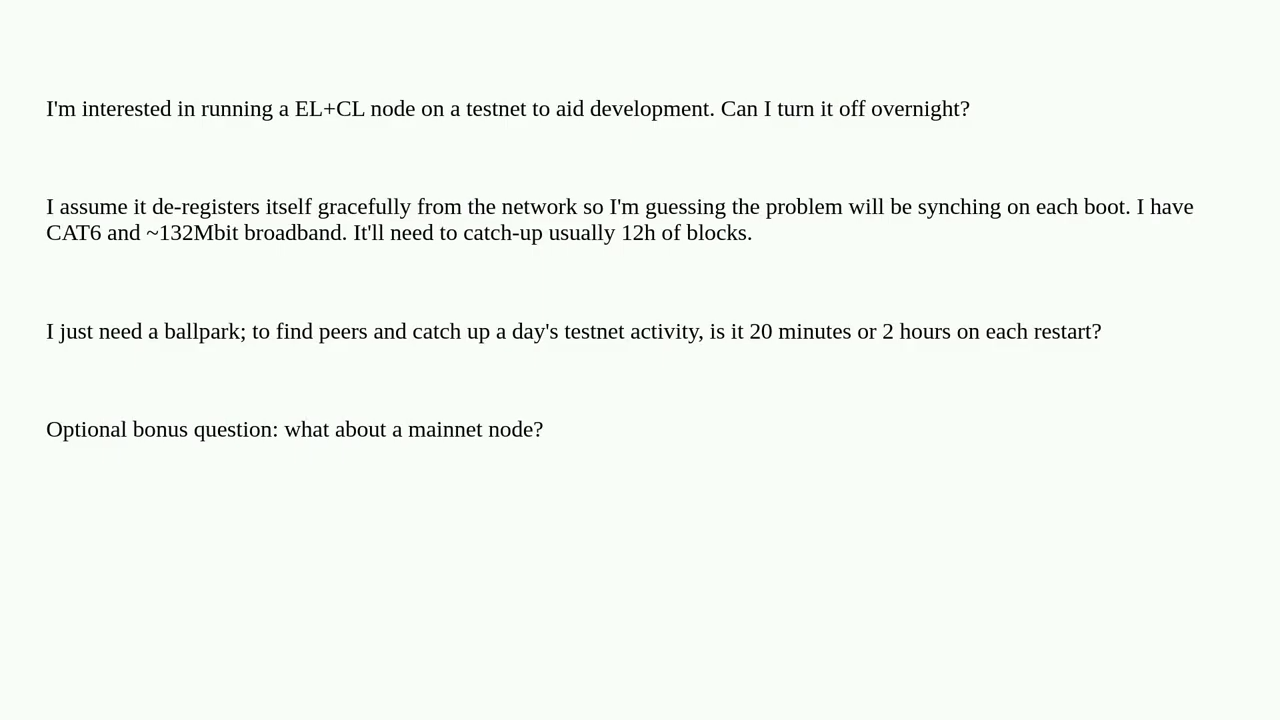 I'm interested in running a EL+CL node on a testnet to aid development. Can I turn it off overnight?
I assume it de-registers itself gracefully from the network so I'm guessing the problem will be synching on each boot. I have
CAT6 and ~132Mbit broadband. It'll need to catch-up usually 12h of blocks.
I just need a ballpark; to find peers and catch up a day's testnet activity, is it 20 minutes or 2 hours on each restart?
Optional bonus question: what about a mainnet node?